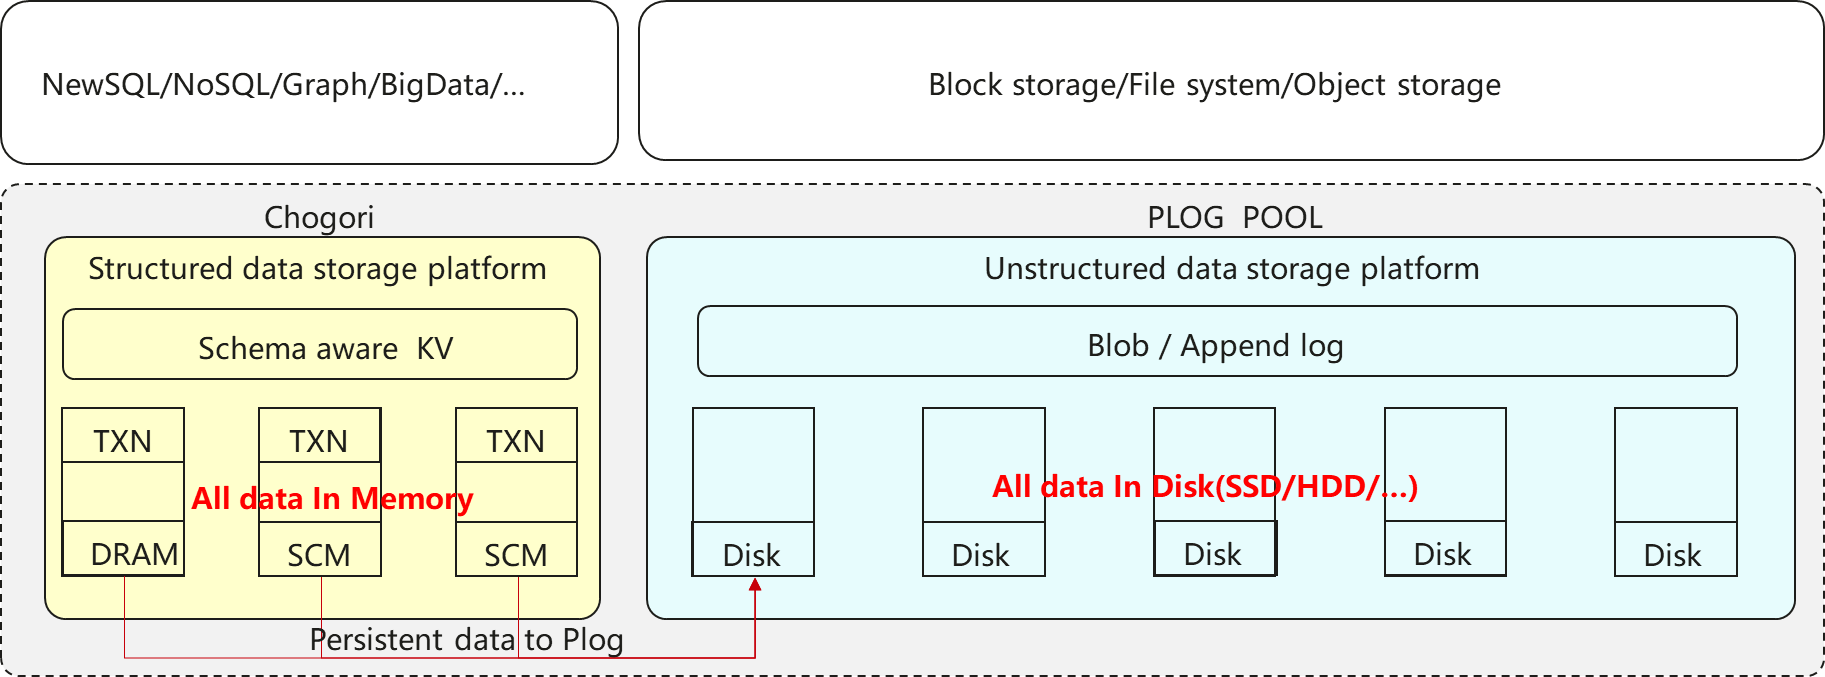 NewSQL/NoSQL/Graph/BigData/...
Block storage/File system/Object storage
Chogori
Structured data storage platform
Schema aware KV
TXN
TXN
TXN
All data In Memory
DRAM
SCM
SCM
Persistent data to Plog
PLOG POOL
Unstructured data storage platform
Blob / Append log
All data In Disk(SSD/HDD/...)
Disk
Disk
Disk
Disk
Disk